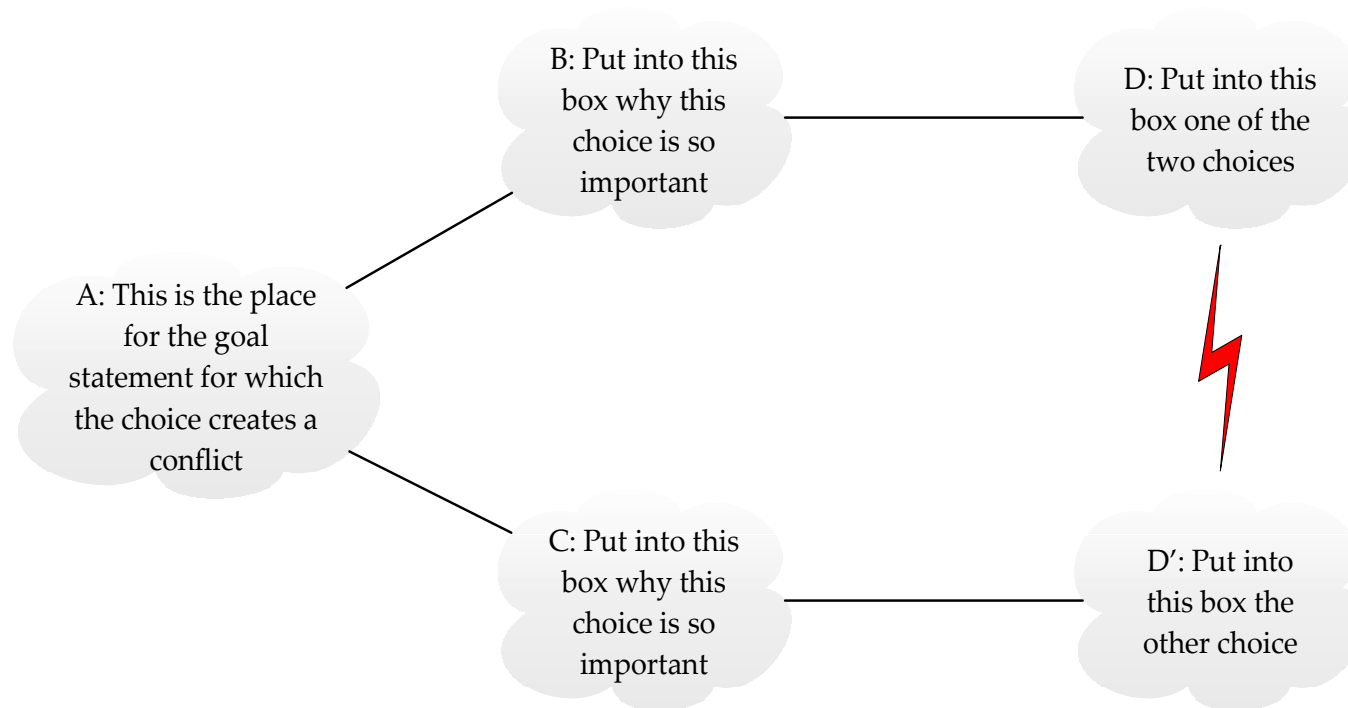 B: Put into this
box why this
choice is so
important
D: Put into this
box one of the
two choices
A: This is the place
for the goal
statement for which
the choice creates a
conflict
C: Put into this
box why this
choice is so
important
D′: Put into
this box the
other choice